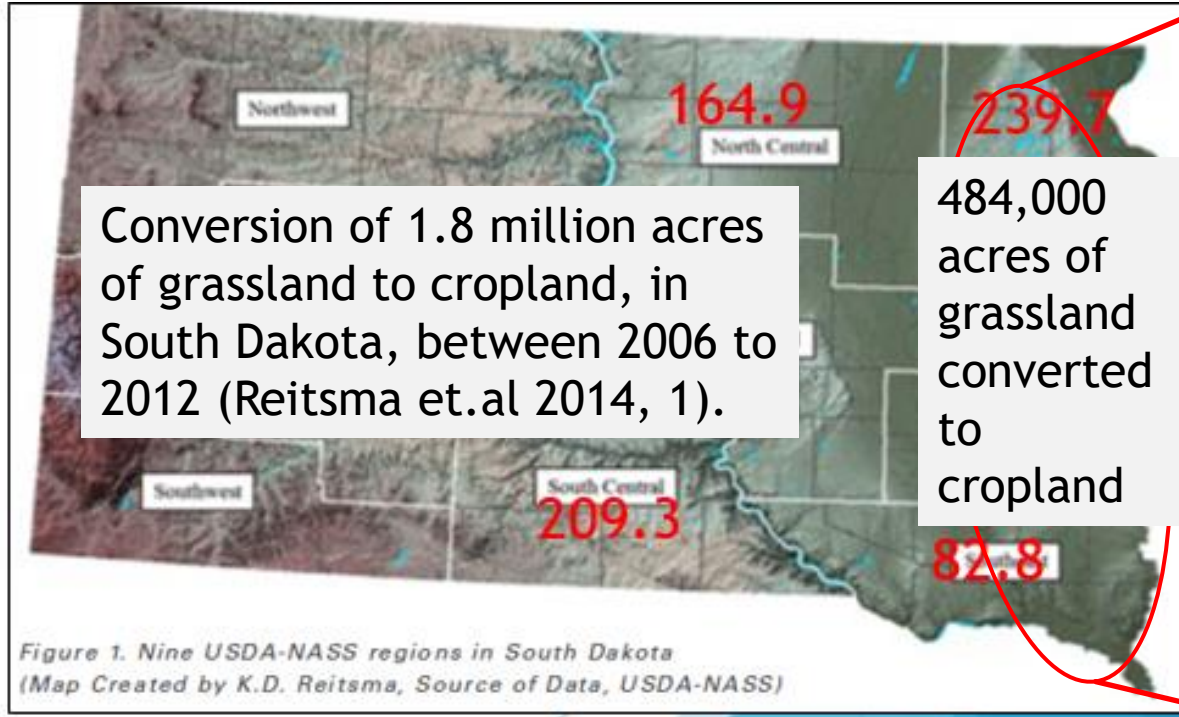 164.9
239.7
Northwest
North Central
Conversion of 1.8 million acres
of grassland to cropland, in
South Dakota, between 2006 to
2012 (Reitsma et.al 2014, 1).
484,000
acres of
grassland
converted
to
cropland
Southwest
South Central
209.3
82.8
Figure 1. Nine USDA-NASS regions in South Dakota
(Map Created by K.D. Reitsma, Source of Data, USDA-NASS)